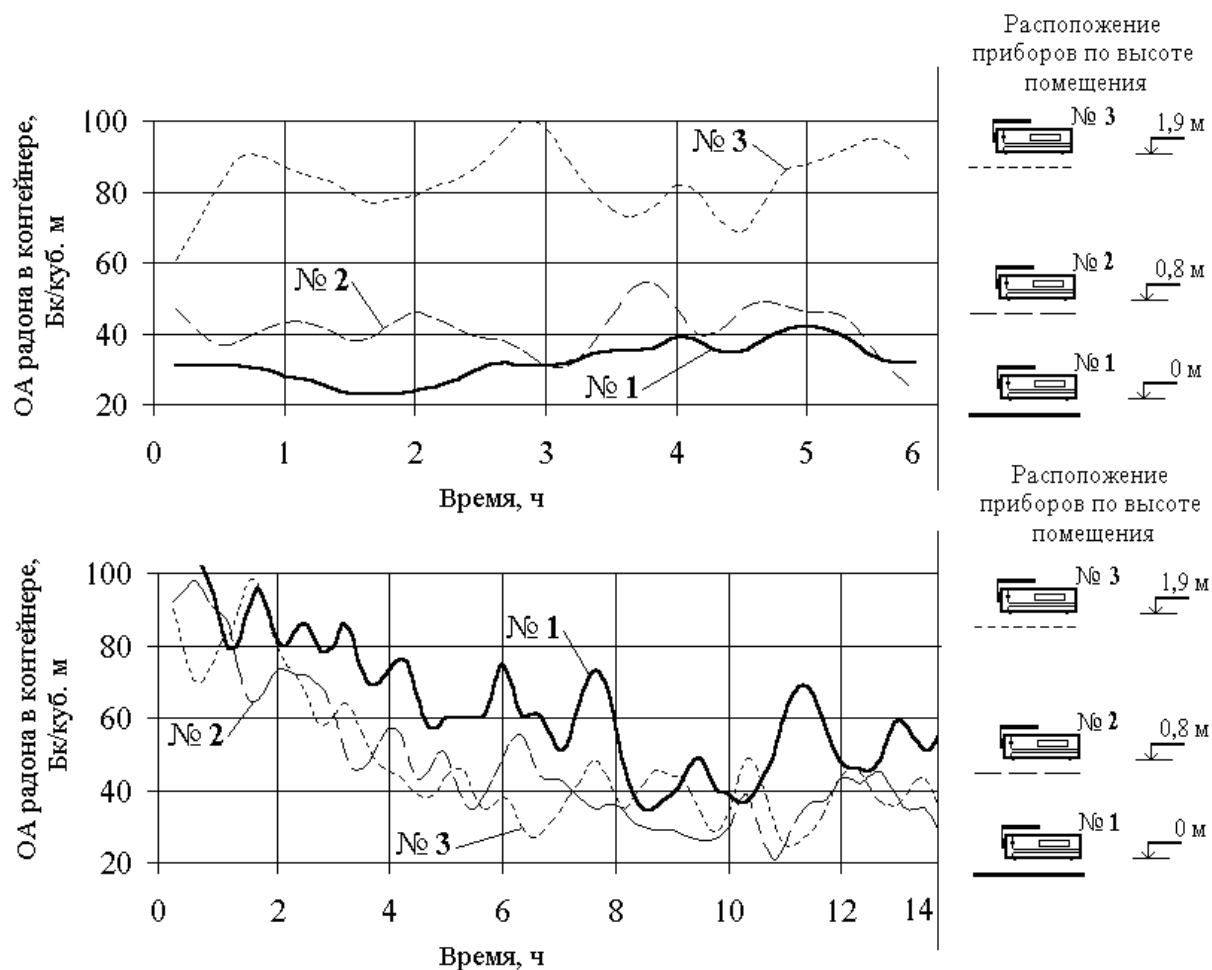 Расположение
приборов по высоте
помещения
№ 3
1,9 м
№ 2
0,8 м
№ 1
0 м
ОА радона в контейнере,
Бк/куб. м
100
80
60
40
20
№ 3
№ 2
№ 1
0 1 2 3 4 5 6
Время, ч
Расположение
приборов по высоте
помещения
№ 3
1,9 м
№ 2
0,8 м
№ 1
0 м
ОА радона в контейнере,
Бк/куб. м
100
80
60
40
20
№ 1
№ 2
№ 3
0 2 4 6 8 10 12 14
Время, ч